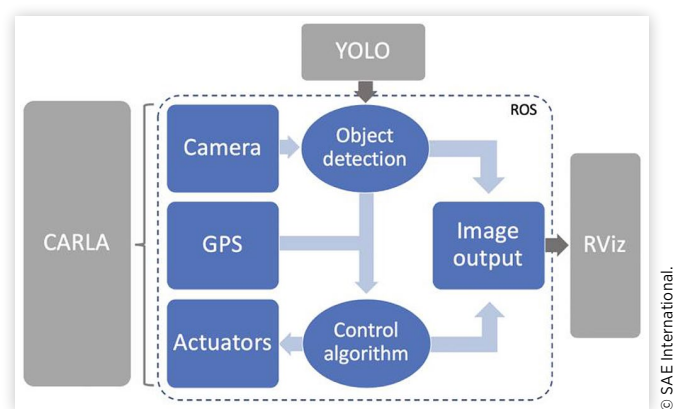 YOLO
ROS
Camera
Object
detection
CARLA
GPS
Image
output
RViz
Actuators
Control
algorithm
© SAE International.